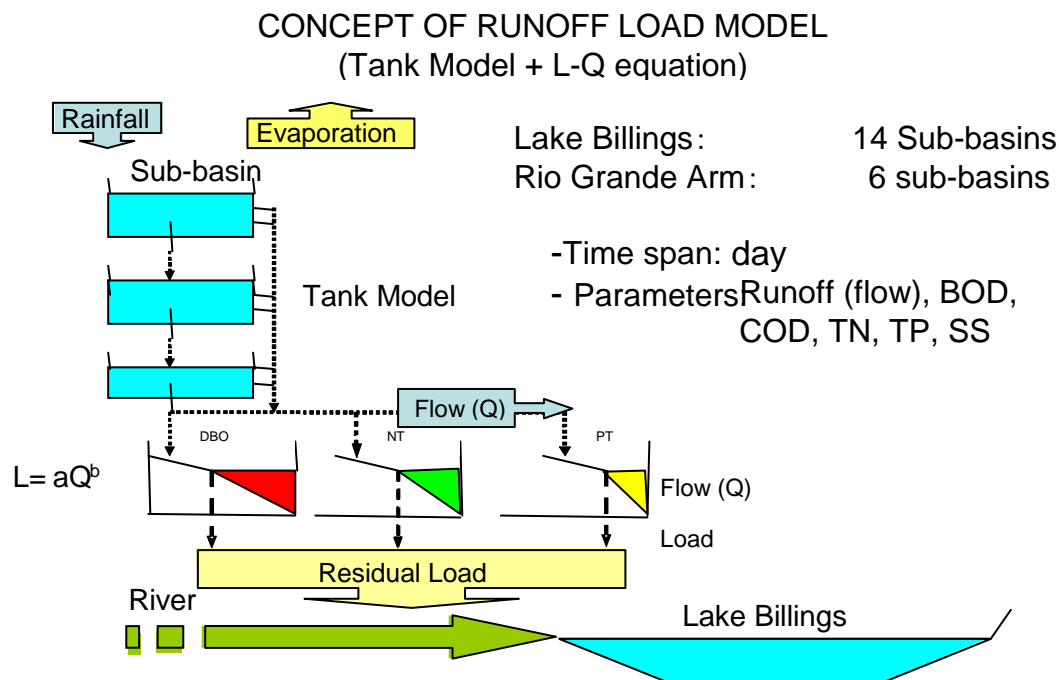 CONCEPT OF RUNOFF LOAD MODEL
(Tank Model + L-Q equation)
Rainfall
Evaporation
Lake Billings: 14 Sub-basins
Rio Grande Arm: 6 sub-basins
Sub-basin
-Time span: day
- Parameters Runoff (flow), BOD,
COD, TN, TP, SS
Tank Model
Flow (Q)
DBO
NT
PT
L= aQᵇ
Flow (Q)
Load
Residual Load
River
Lake Billings